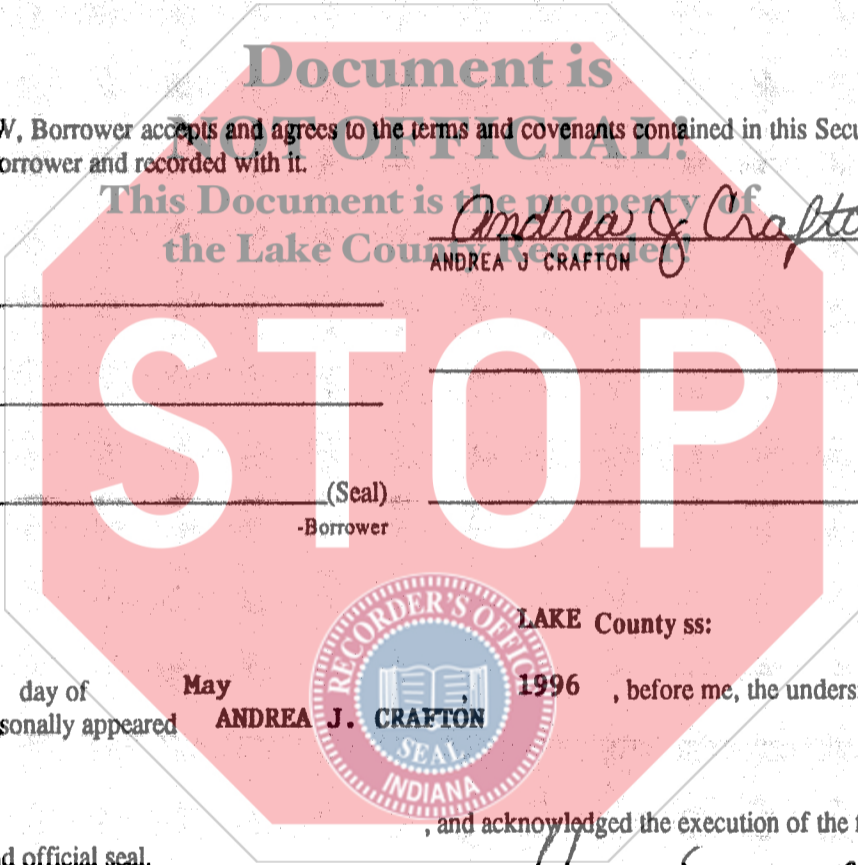 Document is
NOT OFFICIAL!
This Document is the property of
the Lake County Recorder!
STOP
W, Borrower accepts and agrees to the terms and covenants contained in this Secu
orrower and recorded with it.
Andrea J Crafto
ANDREA J CRAFTON
(Seal)
-Borrower
RECORDER'S OFFICE
SEAL
INDIANA
LAKE County ss:
day of May , 1996 , before me, the unders
sonally appeared ANDREA J. CRAFTON
, and acknowledged the execution of the f
d official seal.